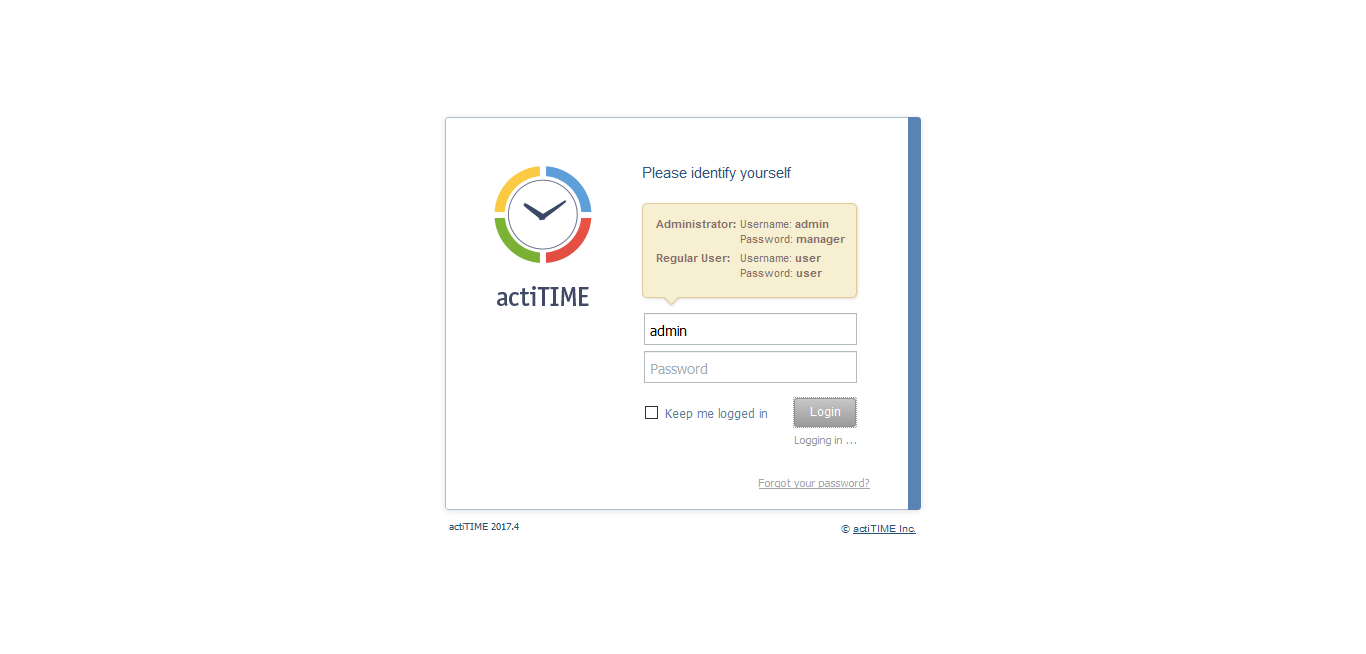 Please identify yourself
Administrator: Username: admin
Password: manager
Regular User: Username: user
Password: user
actiTIME
admin
Password
Keep me logged in
Login
Logging in ...
Forgot your password?
actiTIME 2017.4
© actiTIME Inc.